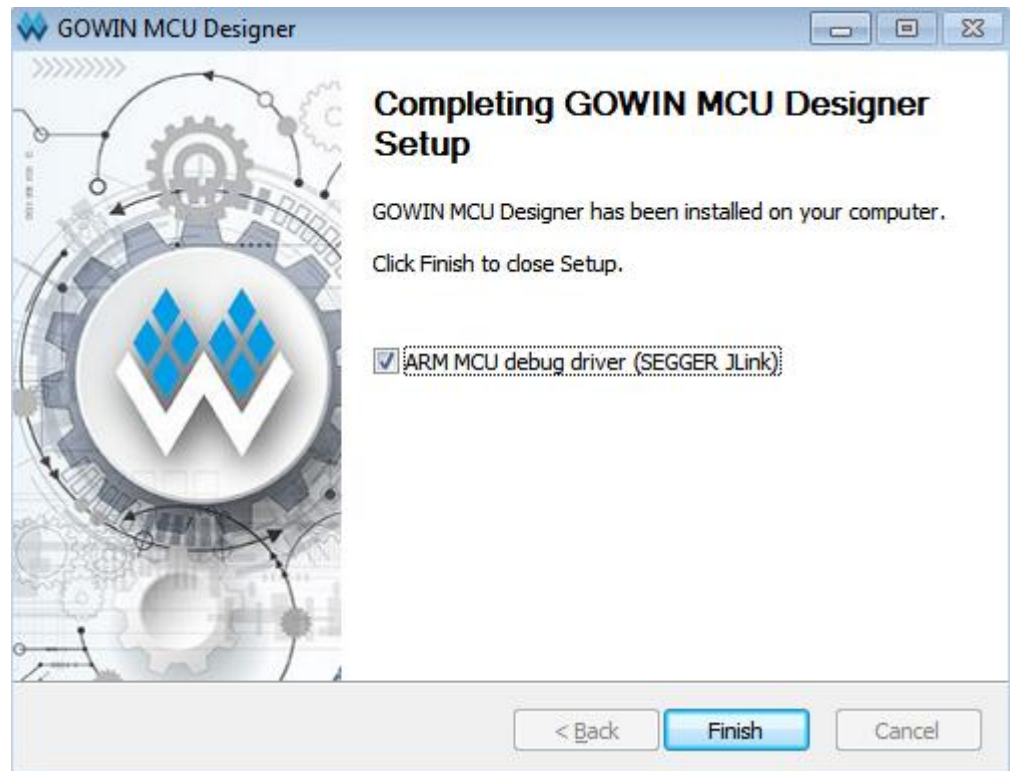 GOWIN MCU Designer
Completing GOWIN MCU Designer
Setup
GOWIN MCU Designer has been installed on your computer.
Click Finish to close Setup.
ARM MCU debug driver (SEGGER JLink)
< Back
Finish
Cancel